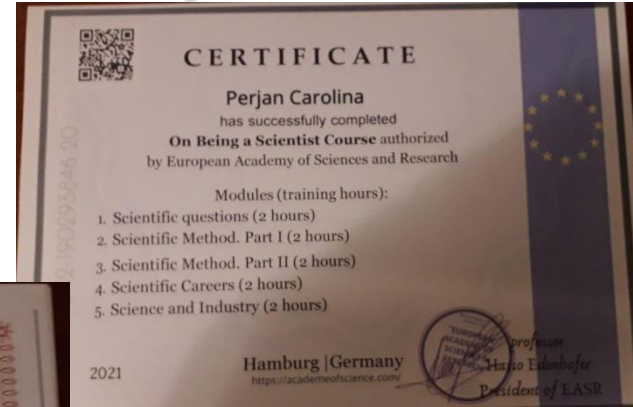 CERTIFICATE
Perjan Carolina
has successfully completed
On Being a Scientist Course authorized
by European Academy of Sciences and Research
Modules (training hours):
1. Scientific questions (2 hours)
2. Scientific Method. Part I (2 hours)
3. Scientific Method. Part II (2 hours)
4. Scientific Careers (2 hours)
5. Science and Industry (2 hours)
2021
Hamburg | Germany
https://academeofscience.com/
professor
President of EASR